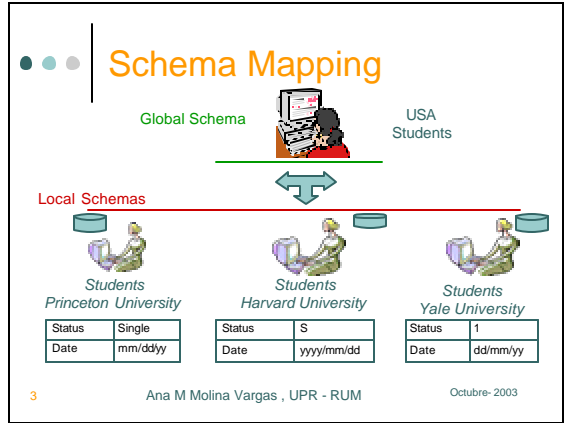 Schema Mapping
Global Schema
USA
Students
Local Schemas
Students
Princeton University
Status Single
Date mm/dd/yy
Students
Harvard University
Status S
Date yyyy/mm/dd
Students
Yale University
Status 1
Date dd/mm/yy
3
Ana M Molina Vargas , UPR - RUM
Octubre- 2003